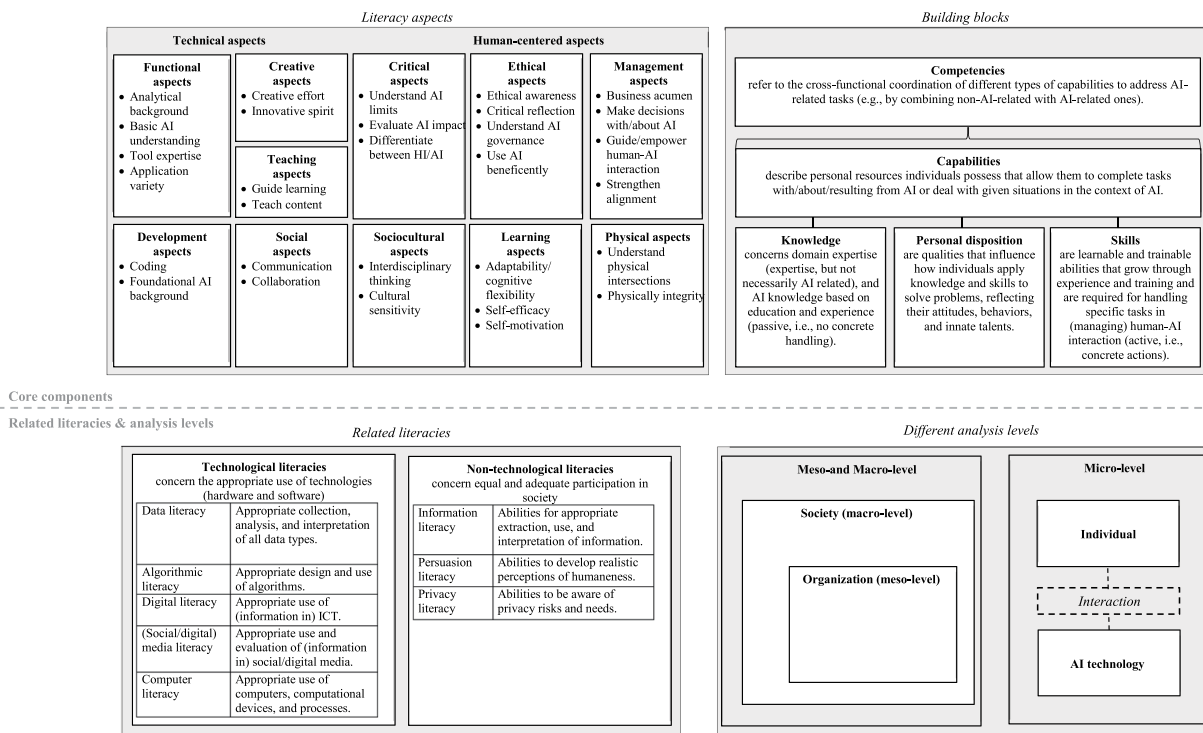 Literacy aspects
Technical aspects
Human-centered aspects
Functional
aspects
• Analytical
background
• Basic AI
understanding
• Tool expertise
• Application
variety
Creative
aspects
• Creative effort
• Innovative spirit
Teaching
aspects
• Guide learning
• Teach content
Critical
aspects
• Understand AI
limits
• Evaluate AI impact
• Differentiate
between HI/AI
Ethical
aspects
• Ethical awareness
• Critical reflection
• Understand AI
governance
• Use AI
beneficently
Management
aspects
• Business acumen
• Make decisions
with/about AI
• Guide/empower
human-AI
interaction
• Strengthen
alignment
Development
aspects
• Coding
• Foundational AI
background
Social
aspects
• Communication
• Collaboration
Sociocultural
aspects
• Interdisciplinary
thinking
• Cultural
sensitivity
Learning
aspects
• Adaptability/
cognitive
flexibility
• Self-efficacy
• Self-motivation
Physical aspects
• Understand
physical
intersections
• Physically integrity
Building blocks
Competencies
refer to the cross-functional coordination of different types of capabilities to address AI-
related tasks (e.g., by combining non-AI-related with AI-related ones).
Capabilities
describe personal resources individuals possess that allow them to complete tasks
with/about/resulting from AI or deal with given situations in the context of AI.
Knowledge
concerns domain expertise
(expertise, but not
necessarily AI related), and
AI knowledge based on
education and experience
(passive, i.e., no concrete
handling).
Personal disposition
are qualities that influence
how individuals apply
knowledge and skills to
solve problems, reflecting
their attitudes, behaviors,
and innate talents.
Skills
are learnable and trainable
abilities that grow through
experience and training and
are required for handling
specific tasks in
(managing) human-AI
interaction (active, i.e.,
concrete actions).
Core components
Related literacies & analysis levels
Related literacies
Technological literacies
concern the appropriate use of technologies
(hardware and software)
Data literacy
Appropriate collection,
analysis, and interpretation
of all data types.
Algorithmic
literacy
Appropriate design and use
of algorithms.
Digital literacy
Appropriate use of
(information in) ICT.
(Social/digital)
media literacy
Appropriate use and
evaluation of (information
in) social/digital media.
Computer
literacy
Appropriate use of
computers, computational
devices, and processes.
Non-technological literacies
concern equal and adequate participation in
society
Information
literacy
Abilities for appropriate
extraction, use, and
interpretation of information.
Persuasion
literacy
Abilities to develop realistic
perceptions of humaneness.
Privacy
literacy
Abilities to be aware of
privacy risks and needs.
Different analysis levels
Meso-and Macro-level
Society (macro-level)
Organization (meso-level)
Micro-level
Individual
Interaction
AI technology